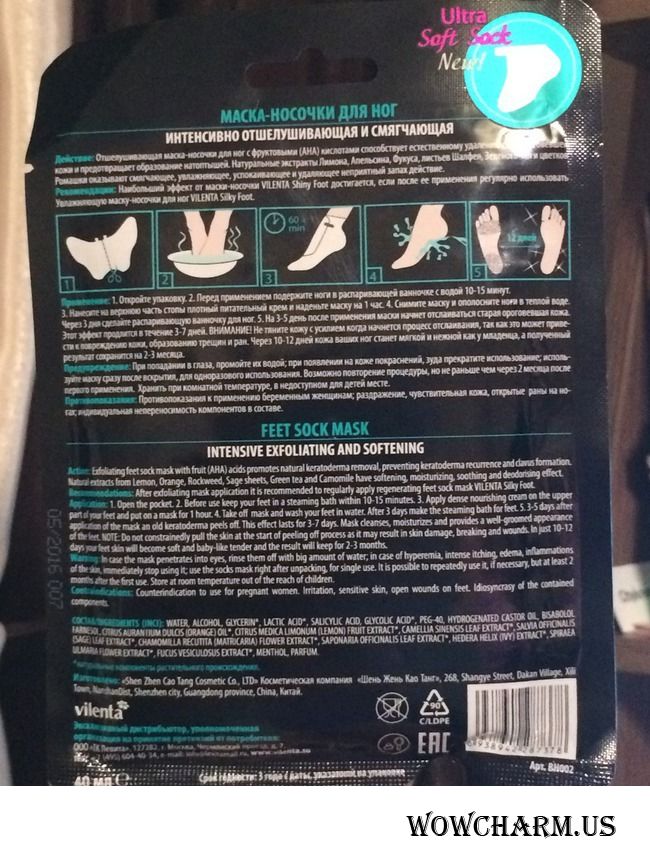 Ultra
Soft Sock
New!
МАСКА-НОСОЧКИ ДЛЯ НОГ
ИНТЕНСИВНО ОТШЕЛУШИВАЮЩАЯ И СМЯГЧАЮЩАЯ
Действие: Отшелушивающая маска-носочки для ног с фруктовыми (АНА) кислотами способствует естественному
кожи и предотвращает образование натоптышей. Натуральные экстракты Лимона, Апельсина, Фукуса, листьев Шалфея, цветков
Ромашки оказывают смягчающее, увлажняющее, успокаивающее и удаляющее неприятный запах действие.
Рекомендации: Наибольший эффект от маски-носочки VILENTA Shiny Foot достигается, если после ее применения регулярно использовать
Увлажняющую маску-носочки для ног VILENTA Silky Foot.
60 min
12 дней
1 2 3 4 5
Применение: 1. Откройте упаковку. 2. Перед применением подержите ноги в распаривающей ванночке с водой 10-15 минут.
3. Нанесите на верхнюю часть стопы плотный питательный крем и наденьте маску на 1 час. 4. Снимите маску и ополосните ноги в теплой воде.
Через 3 дня сделайте распаривающую ванночку для ног. 5. На 3-5 день после применения маски начнет отслаиваться старая ороговевшая кожа.
Этот эффект продлится в течение 3-7 дней. ВНИМАНИЕ! Не тяните кожу с усилием когда начнется процесс отслаивания, так как это может приве-
сти к повреждению кожи, образованию трещин и ран. Через 10-12 дней кожа ваших ног станет мягкой и нежной как у младенца, а полученный
результат сохранится на 2-3 месяца.
Предупреждение: При попадании в глаза, промойте их водой; при появлении на коже покраснений, зуда прекратите использование; исполь-
зуйте маску сразу после вскрытия, для одноразового использования. Возможно повторение процедуры, но не раньше чем через 2 месяца после
первого применения. Хранить при комнатной температуре, в недоступном для детей месте.
Противопоказания: Противопоказания к применению беременным женщинам; раздражение, чувствительная кожа, открытые раны на но-
гах; индивидуальная непереносимость компонентов в составе.
FEET SOCK MASK
INTENSIVE EXFOLIATING AND SOFTENING
Action: Exfoliating feet sock mask with fruit (AHA) acids promotes natural keratoderma removal, preventing keratoderma recurrence and clavus formation.
Natural extracts from Lemon, Orange, Rockweed, Sage sheets, Green tea and Camomile have softening, moisturizing, soothing and deodorising effect.
Recommendations: After exfoliating mask application it is recommended to regularly apply regenerating feet sock mask VILENTA Silky Foot.
Application: 1. Open the pocket. 2. Before use keep your feet in a steaming bath within 10-15 minutes. 3. Apply dense nourishing cream on the upper
part of your feet and put on a mask for 1 hour. 4. Take off mask and wash your feet in water. After 3 days make the steaming bath for feet. 5. 3-5 days after
application of the mask an old keratoderma peels off. This effect lasts for 3-7 days. Mask cleanses, moisturizes and provides a well-groomed appearance
of the feet. NOTE: Do not constrainedly pull the skin at the start of peeling off process as it may result in skin damage, breaking and wounds. In just 10-12
days your feet skin will become soft and baby-like tender and the result will keep for 2-3 months.
Warning: In case the mask penetrates into eyes, rinse them off with big amount of water; in case of hyperemia, intense itching, edema, inflammations
of the skin, immediately stop using it; use the socks mask right after unpacking, for single use. It is possible to repeatedly use it, if necessary, but at least 2
months after the first use. Store at room temperature out of the reach of children.
Contraindications: Counterindication to use for pregnant women. Irritation, sensitive skin, open wounds on feet. Idiosyncrasy of the contained
components.
05 2016 007
СОСТАВ/INGREDIENTS (INCI): WATER, ALCOHOL, GLYCERIN*, LACTIC ACID*, SALICYLIC ACID, GLYCOLIC ACID*, PEG-40, HYDROGENATED CARTOR OIL, BISABOLOL
FARNESOL, CITRUS AURANTIUM DULCIS (ORANGE) OIL*, CITRUS MEDICA LIMONUM (LEMON) FRUIT EXTRACT*, CAMELLIA SINENSIS LEAF EXTRACT*, SALVIA OFFICINALIS
(SAGE) LEAF EXTRACT*, CHAMOMILLA RECUTITA (MATRICARIA) FLOWER EXTRACT*, SAPONARIA OFFICINALIS LEAF EXTRACT*, HEDERA HELIX (IVY) EXTRACT*, SPIRAEA
ULMARIA FLOWER EXTRACT*, FUCUS VESICULOSUS EXTRACT*, MENTHOL, PARFUM.
*натуральные компоненты растительного происхождения.
Изготовлено: «Shen Zhen Cao Tang Cosmetic Co., LTD» Косметическая компания «Шень Жень Као Танг», 268, Shangye Street, Dakan Village, Xili
Town, NanshanDist, Shenzhen city, Guangdong province, China, Китай.
vilenta
Эксклюзивный дистрибьютор, уполномоченная
организация на принятие претензий от потребителя:
127382, г. Москва,
90
C/LDPE
EAC
Арт. BH002
40 МЛ
Срок годности: 3 года с даты, указанной на упаковке
WOWCHARM.US